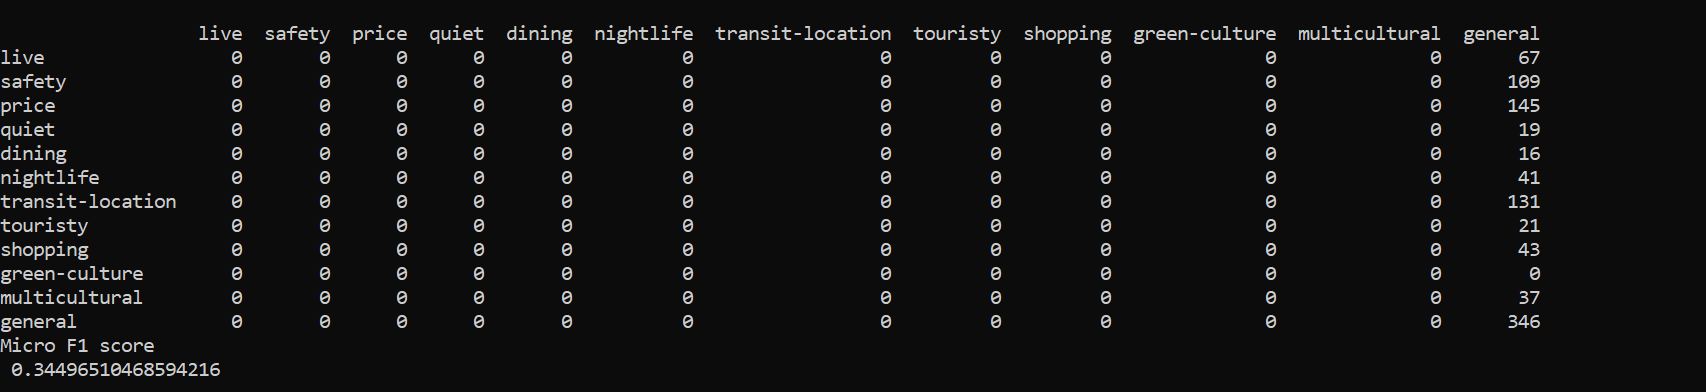 live safety price quiet dining nightlife transit-location touristy shopping green-culture multicultural general
live 0 0 0 0 0 0 0 0 0 0 0 67
safety 0 0 0 0 0 0 0 0 0 0 0 109
price 0 0 0 0 0 0 0 0 0 0 0 145
quiet 0 0 0 0 0 0 0 0 0 0 0 19
dining 0 0 0 0 0 0 0 0 0 0 0 16
nightlife 0 0 0 0 0 0 0 0 0 0 0 41
transit-location 0 0 0 0 0 0 0 0 0 0 0 131
touristy 0 0 0 0 0 0 0 0 0 0 0 21
shopping 0 0 0 0 0 0 0 0 0 0 0 43
green-culture 0 0 0 0 0 0 0 0 0 0 0 0
multicultural 0 0 0 0 0 0 0 0 0 0 0 37
general 0 0 0 0 0 0 0 0 0 0 0 346
Micro F1 score
0.34496510468594216